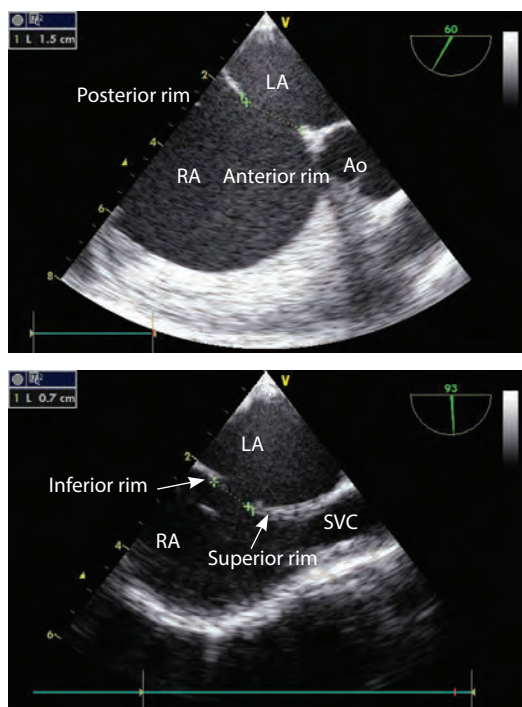 1 L 1.5 cm
V
60
2
LA
Posterior rim
4
RA Anterior rim Ao
6
8
1 L 0.7 cm
V
93
LA
2
Inferior rim
SVC
RA
Superior rim
4
6